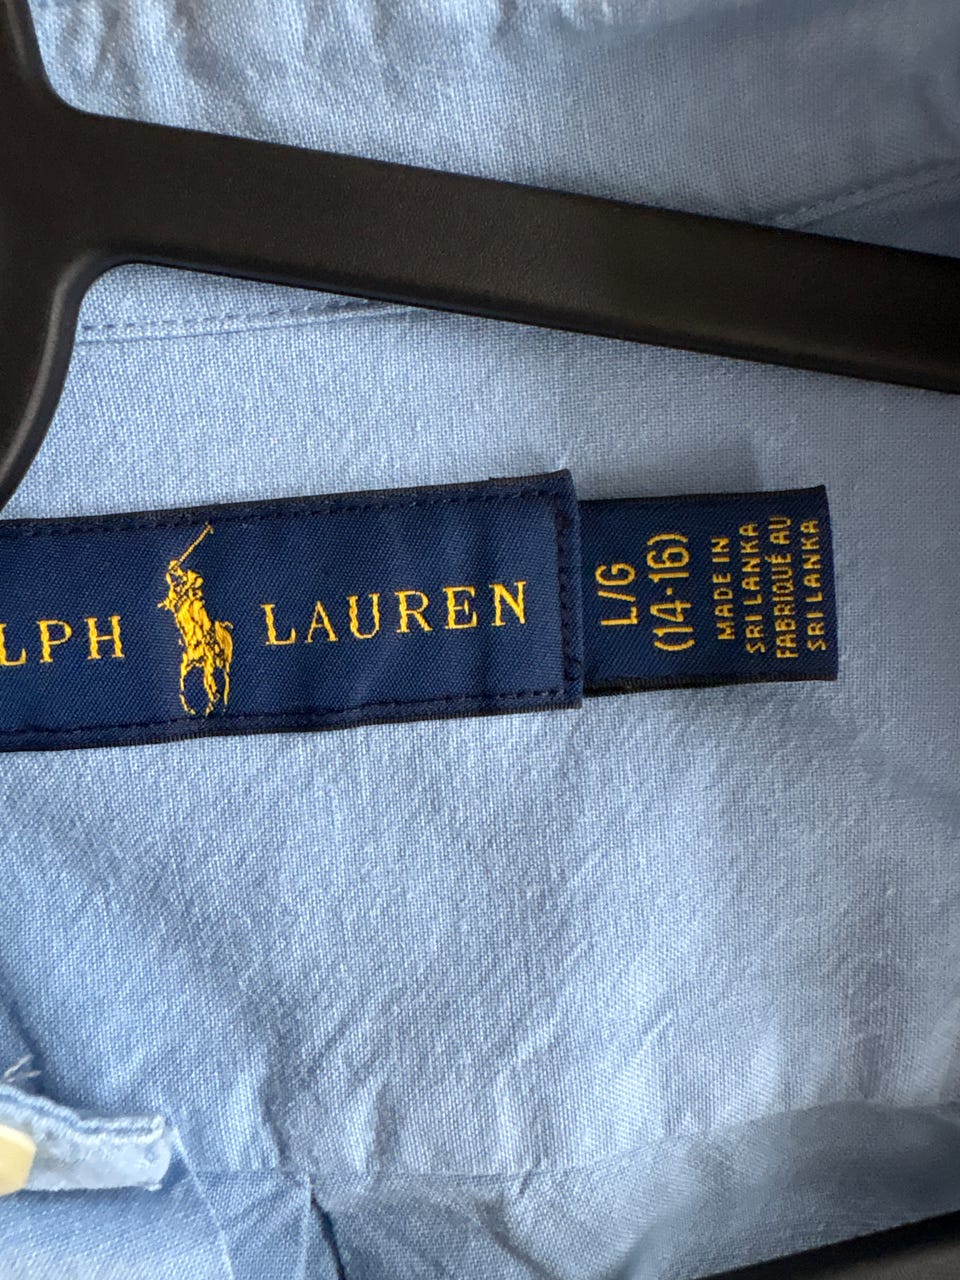 LPH LAUREN
L/G
(14-16)
MADE IN
SRI LANKA
FABRIQUÉ AU
SRI LANKA